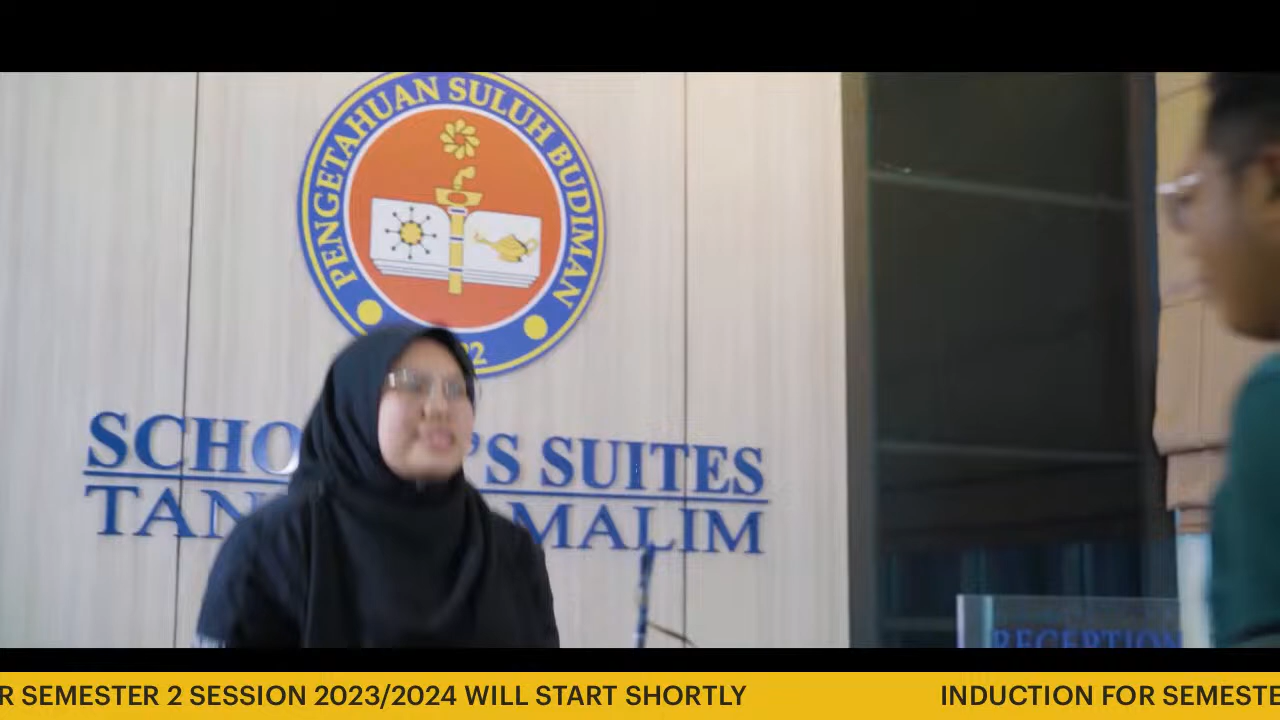 PENGETAHUAN SULUH BUDIMAN
22
SCHO 'S SUITES
TAN MALIM
RECEPTION
R SEMESTER 2 SESSION 2023/2024 WILL START SHORTLY
INDUCTION FOR SEMESTE